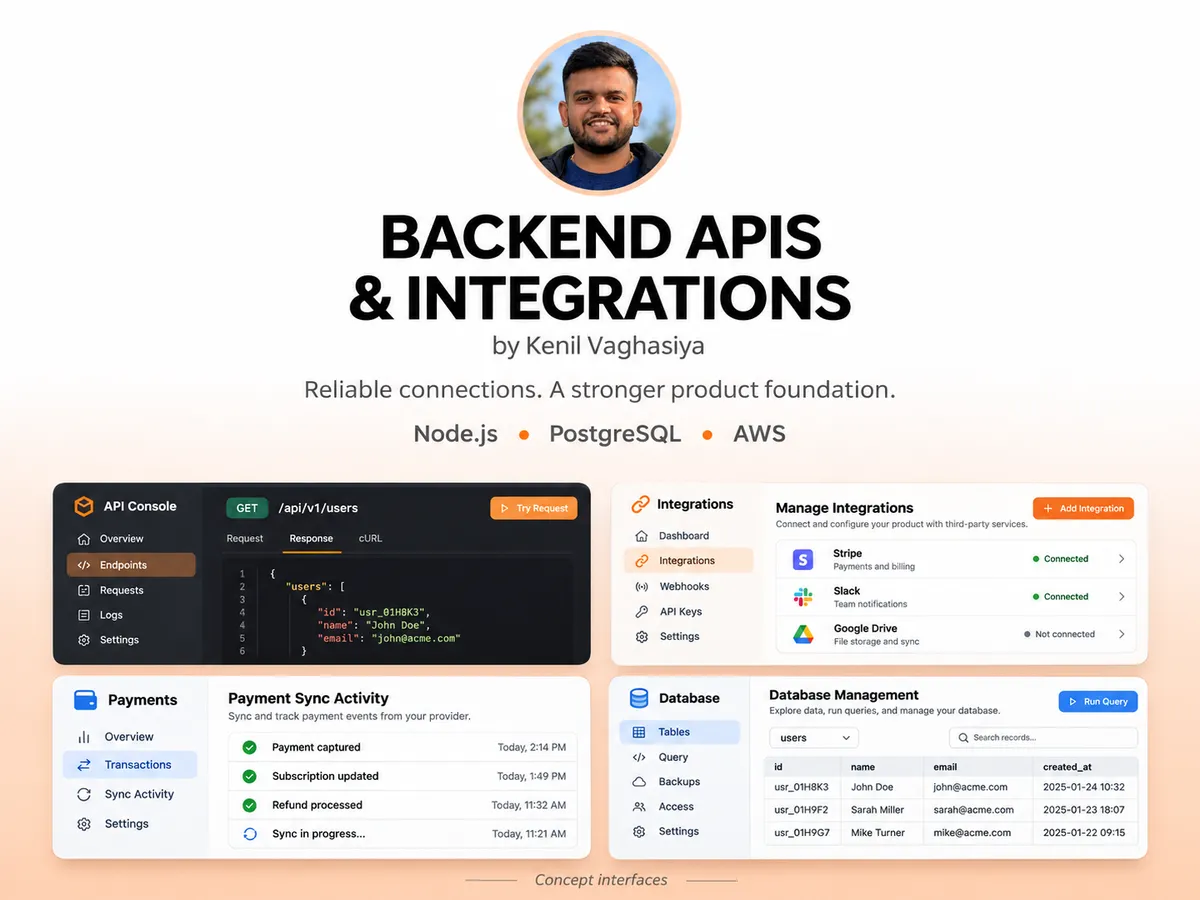 BACKEND APIS
& INTEGRATIONS
by Kenil Vaghasiya
Reliable connections. A stronger product foundation.
Node.js • PostgreSQL • AWS
API Console
Overview
Endpoints
Requests
Logs
Settings
GET /api/v1/users
Try Request
Request Response cURL
1 {
2 "users": [
3 {
4 "id": "usr_01H8K3",
4 "name": "John Doe",
5 "email": "john@acme.com"
6 }
Integrations
Dashboard
Integrations
Webhooks
API Keys
Settings
Manage Integrations
Connect and configure your product with third-party services.
+ Add Integration
S
Stripe
Payments and billing
Connected
Slack
Team notifications
Connected
Google Drive
File storage and sync
Not connected
Payments
Overview
Transactions
Sync Activity
Settings
Payment Sync Activity
Sync and track payment events from your provider.
Payment captured Today, 2:14 PM
Subscription updated Today, 1:49 PM
Refund processed Today, 11:32 AM
Sync in progress... Today, 11:21 AM
Database
Tables
Query
Backups
Access
Settings
Database Management
Explore data, run queries, and manage your database.
Run Query
users
Search records...
id name email created_at
usr_01H8K3 John Doe john@acme.com 2025-01-24 10:32
usr_01H9F2 Sarah Miller sarah@acme.com 2025-01-23 18:07
usr_01H9G7 Mike Turner mike@acme.com 2025-01-22 09:15
Concept interfaces